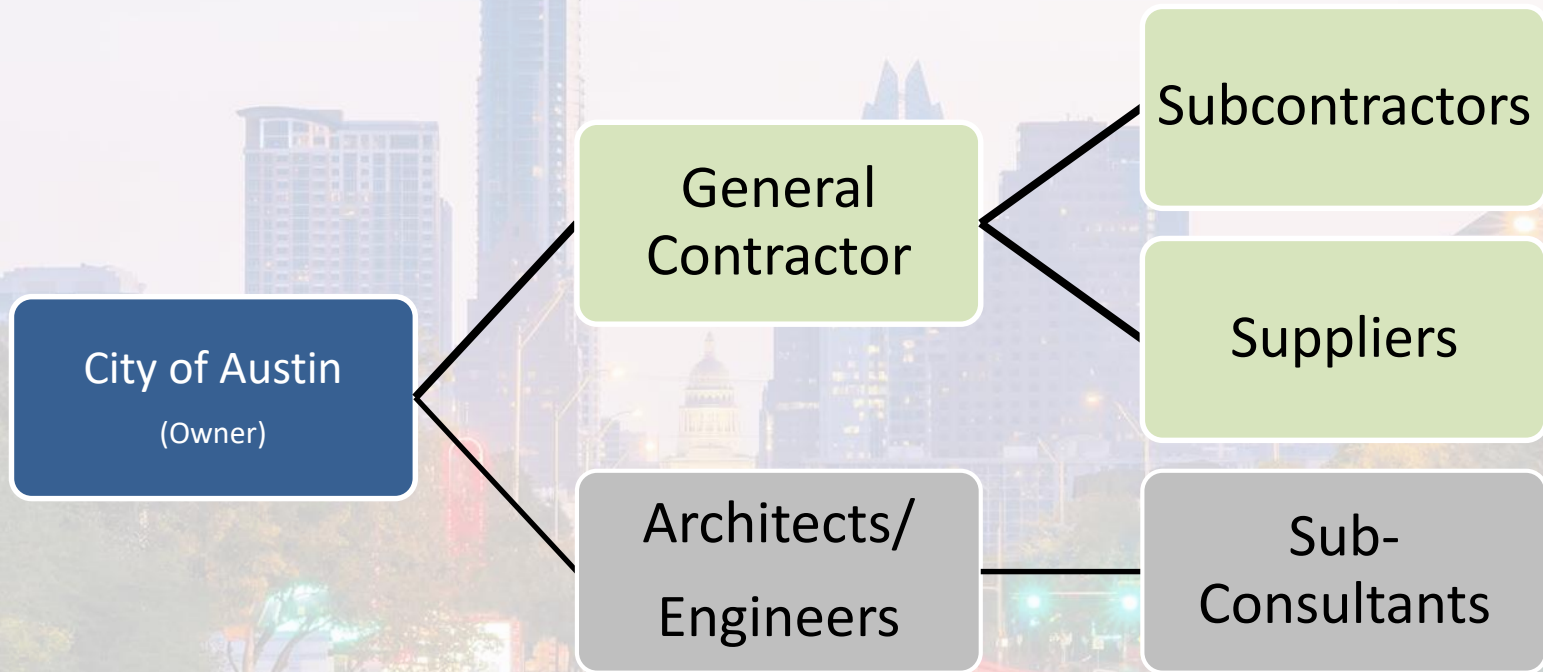 City of Austin
(Owner)
General
Contractor
Architects/
Engineers
Subcontractors
Suppliers
Sub-
Consultants